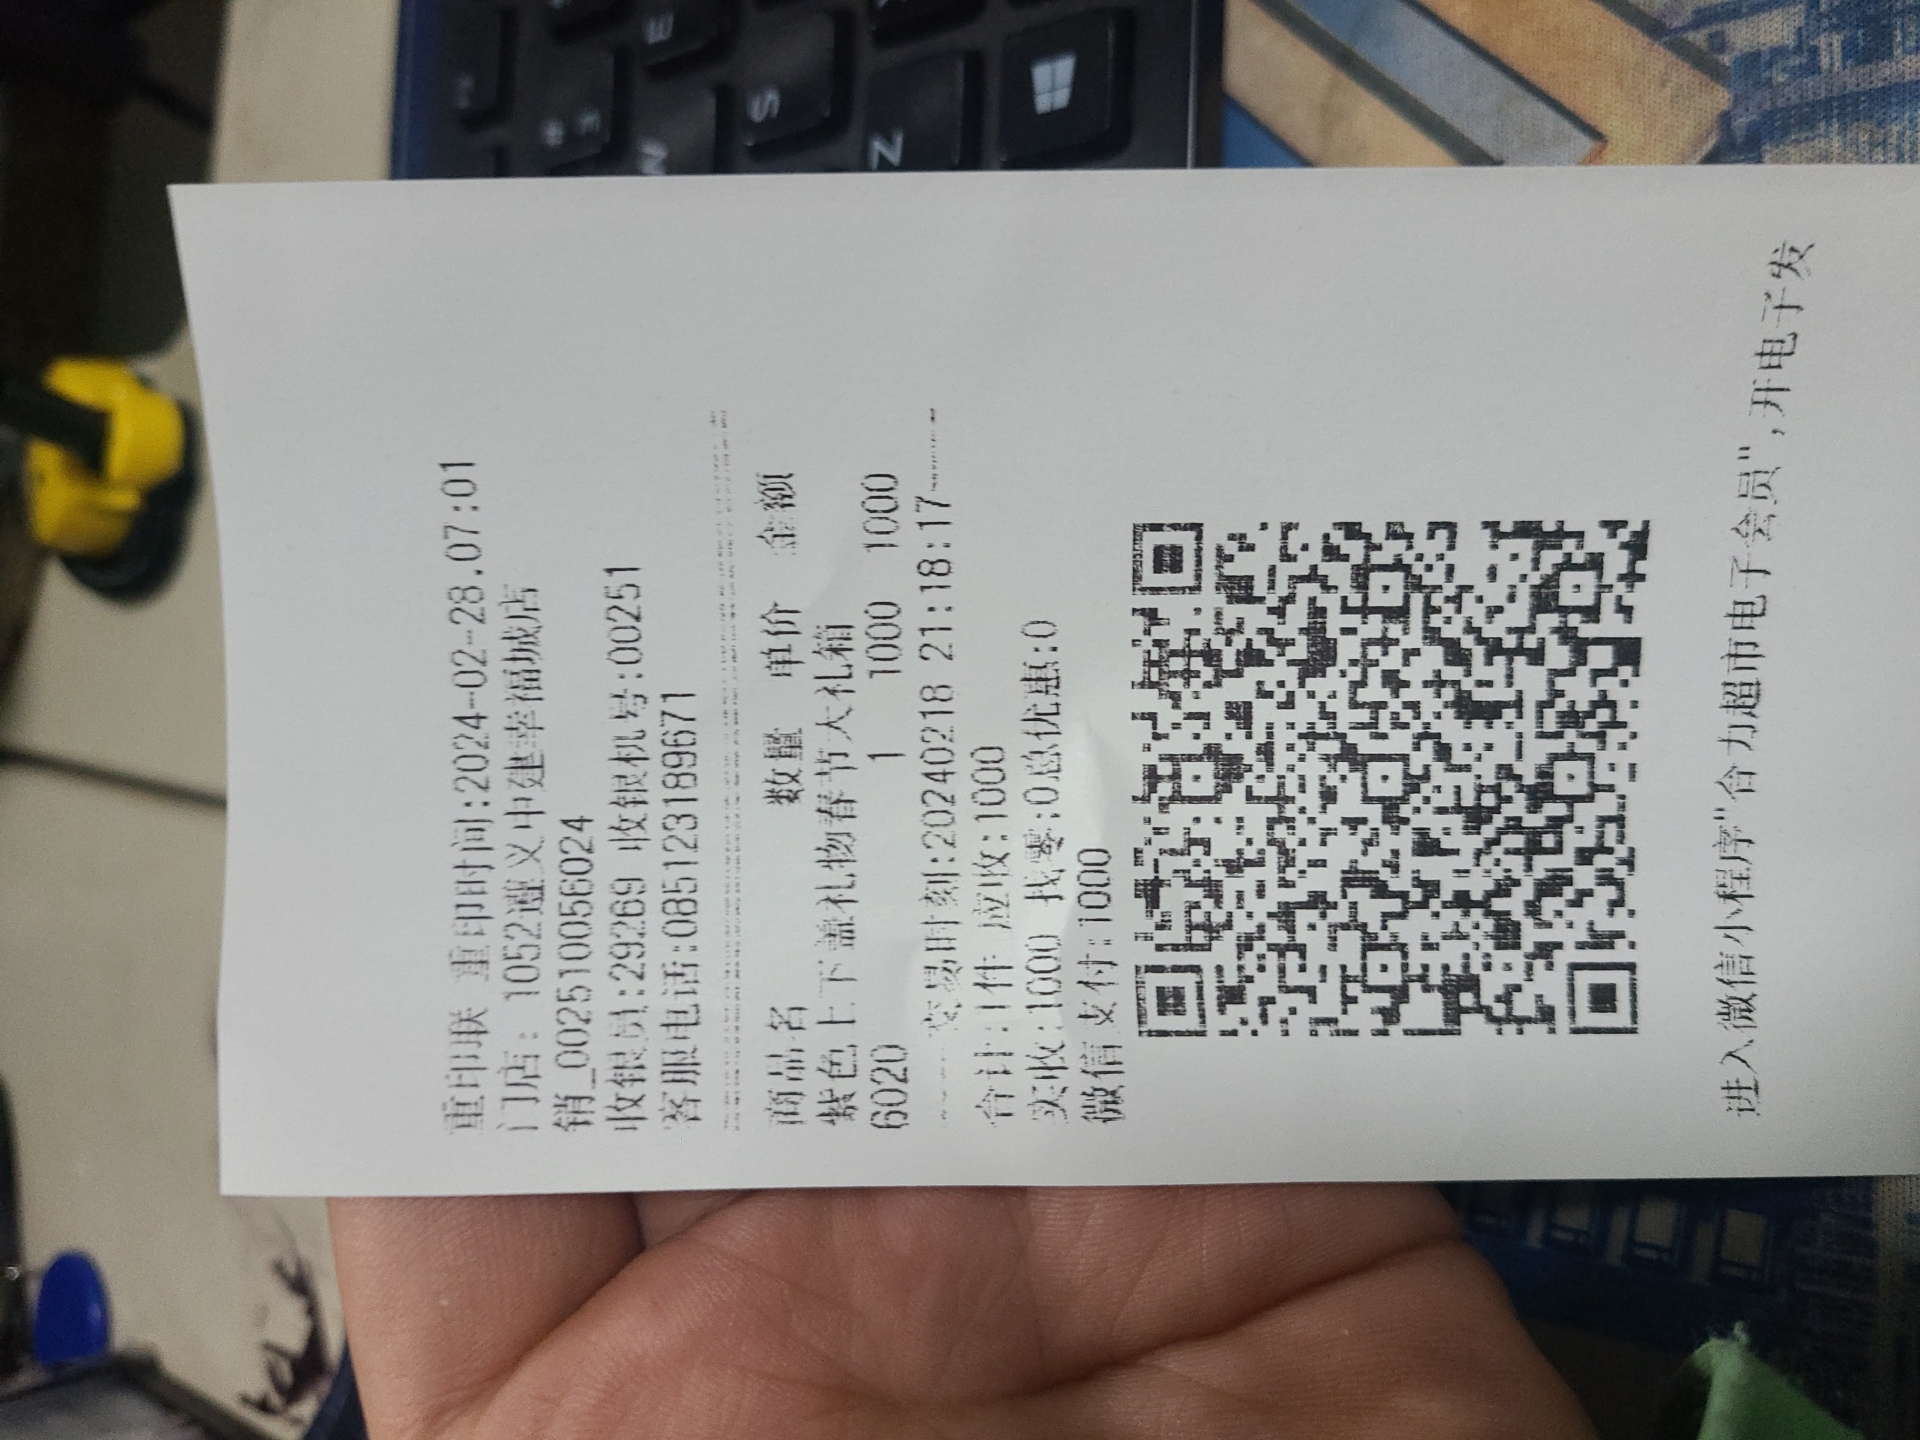 重印联 重印时间:2024-02-28.07:01
门店: 1052遵义中建幸福城店
销_002510056024
收银员:29269 收银机号:00251
客服电话:085123189671
商品名 数量 单价 金额
紫色上下盖礼物春节大礼箱
6020 1 1000 1000
交易时刻:20240218 21:18:17
合计:1件 应收:1000
实收:1000 找零:0总优惠:0
微信支付:1000
进入微信小程序"合力超市电子会员",开电子发
E
S
Z